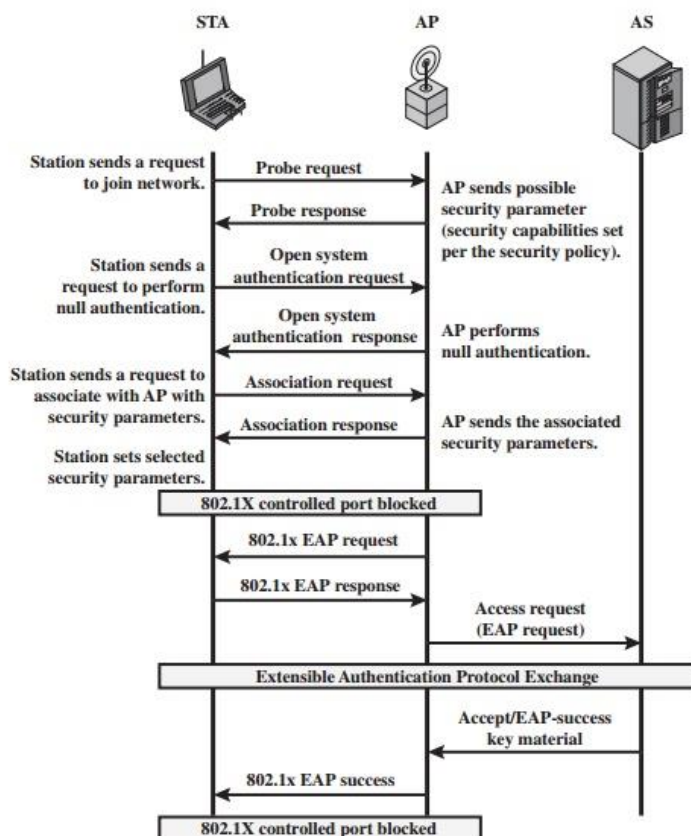 STA
AP
AS
Station sends a request
to join network.
Probe request
AP sends possible
security parameter
(security capabilities set
per the security policy).
Probe response
Station sends a
request to perform
null authentication.
Open system
authentication request
Open system
authentication response
AP performs
null authentication.
Station sends a request to
associate with AP with
security parameters.
Association request
Association response
AP sends the associated
security parameters.
Station sets selected
security parameters.
802.1X controlled port blocked
802.1x EAP request
802.1x EAP response
Access request
(EAP request)
Extensible Authentication Protocol Exchange
Accept/EAP-success
key material
802.1x EAP success
802.1X controlled port blocked